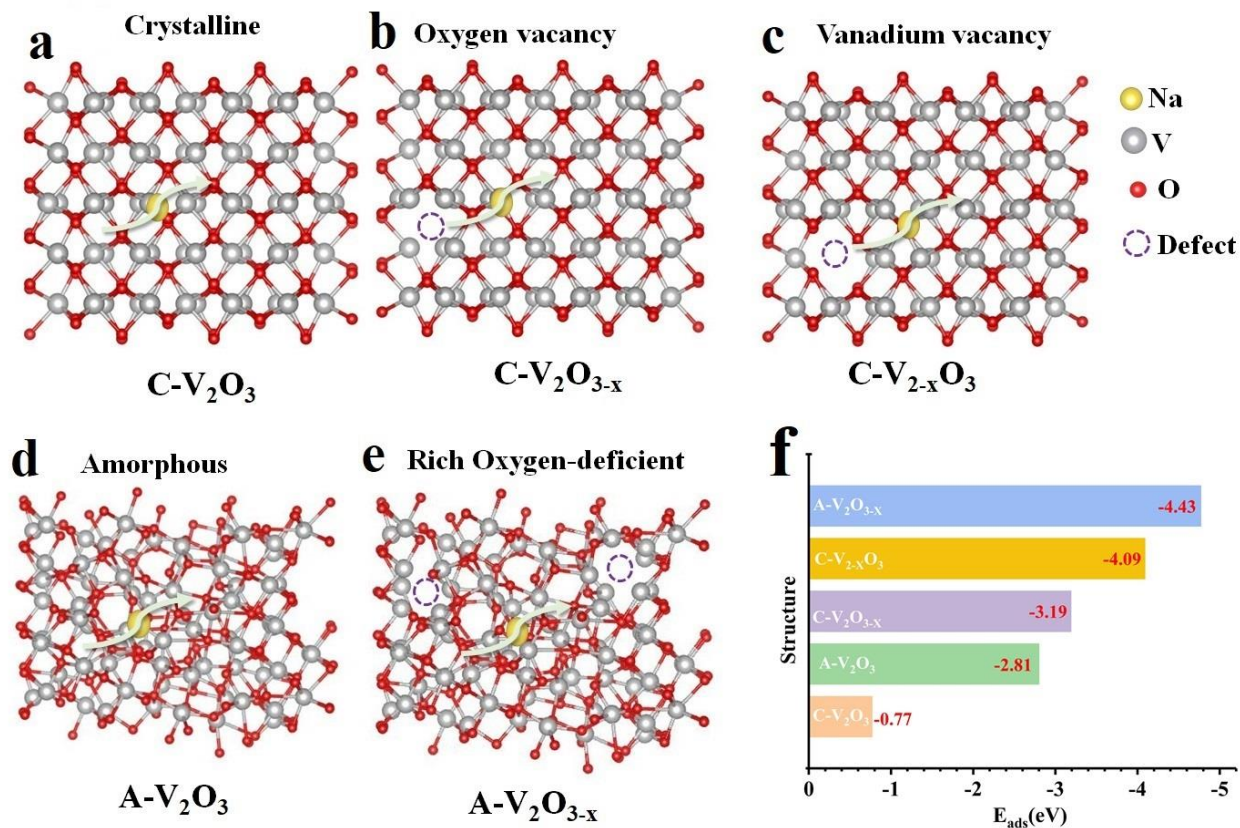 a
Crystalline
C-V₂O₃
b
Oxygen vacancy
C-V₂O₃₋ₓ
c
Vanadium vacancy
C-V₂₋ₓO₃
Na
V
O
Defect
d
Amorphous
A-V₂O₃
e
Rich Oxygen-deficient
A-V₂O₃₋ₓ
f
Structure
A-V₂O₃₋X -4.43
C-V₂₋XO₃ -4.09
C-V₂O₃₋X -3.19
A-V₂O₃ -2.81
C-V₂O₃ -0.77
0 -1 -2 -3 -4 -5
Eads(eV)